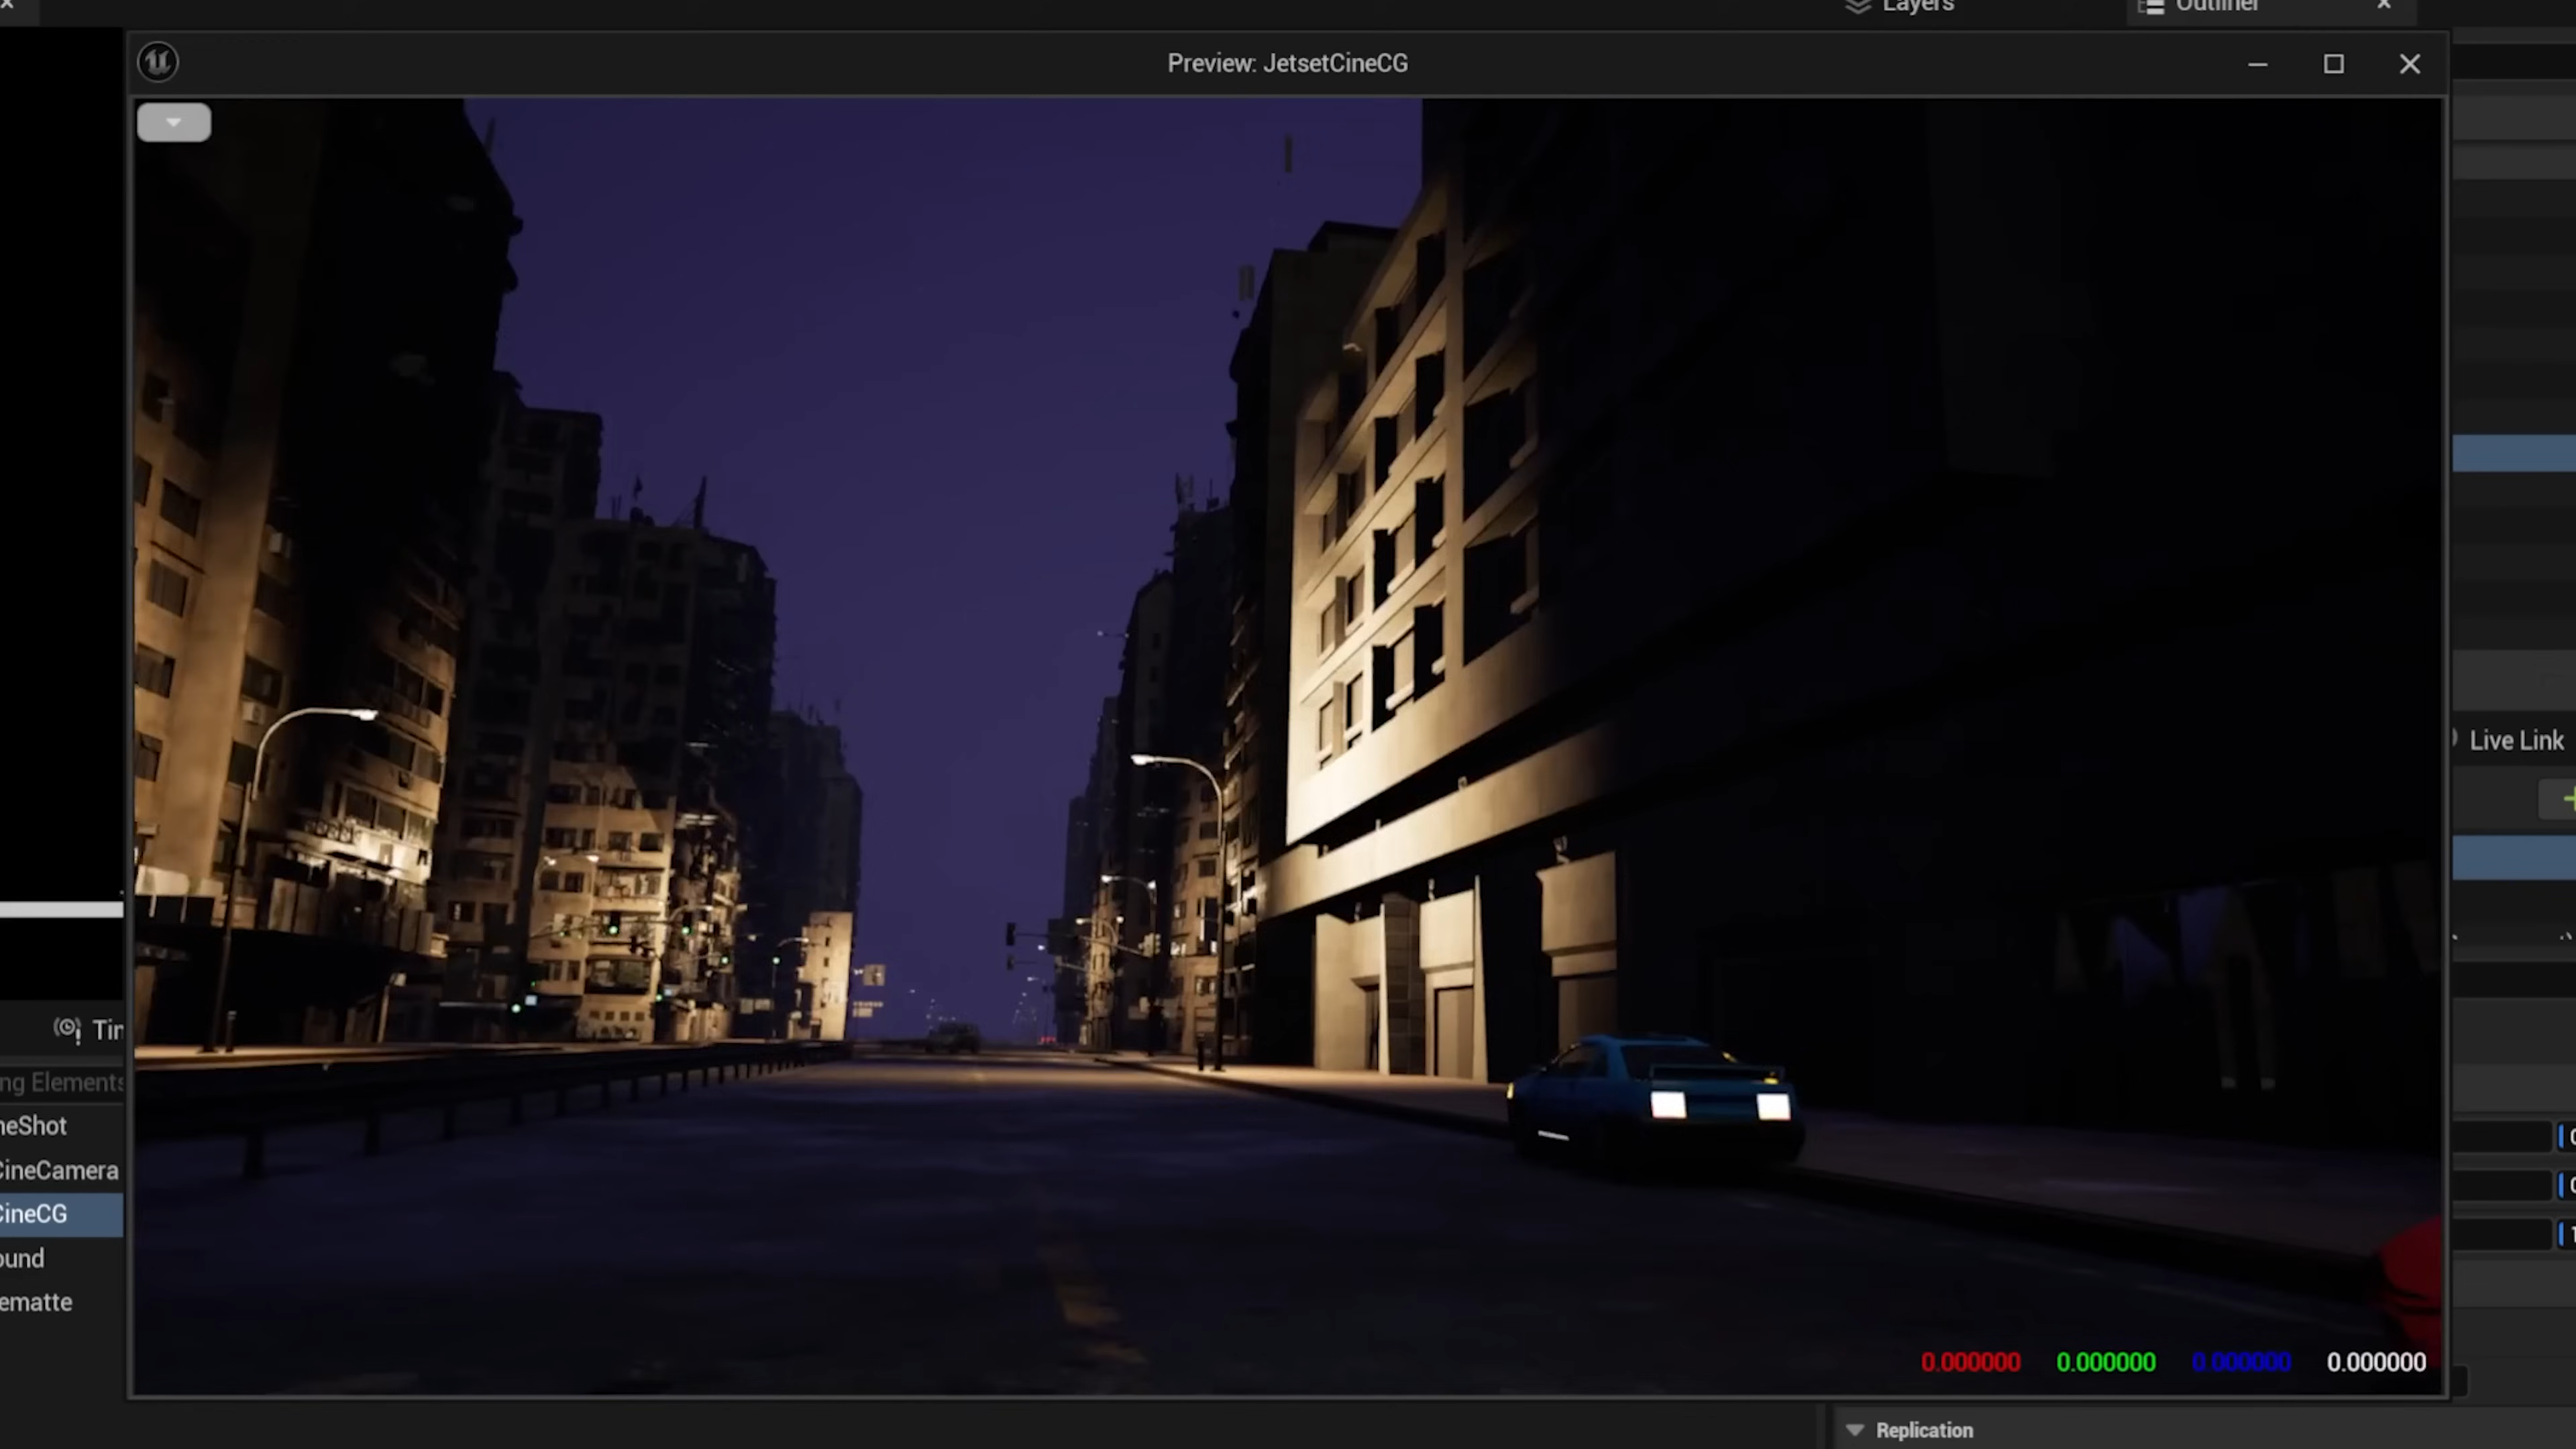 Layers
Outliner
Preview: JetsetCineCG
Live Link
ng Elements
neShot
CineCamera
CineCG
ound
ematte
0.000000 0.000000 0.000000 0.000000
Replication